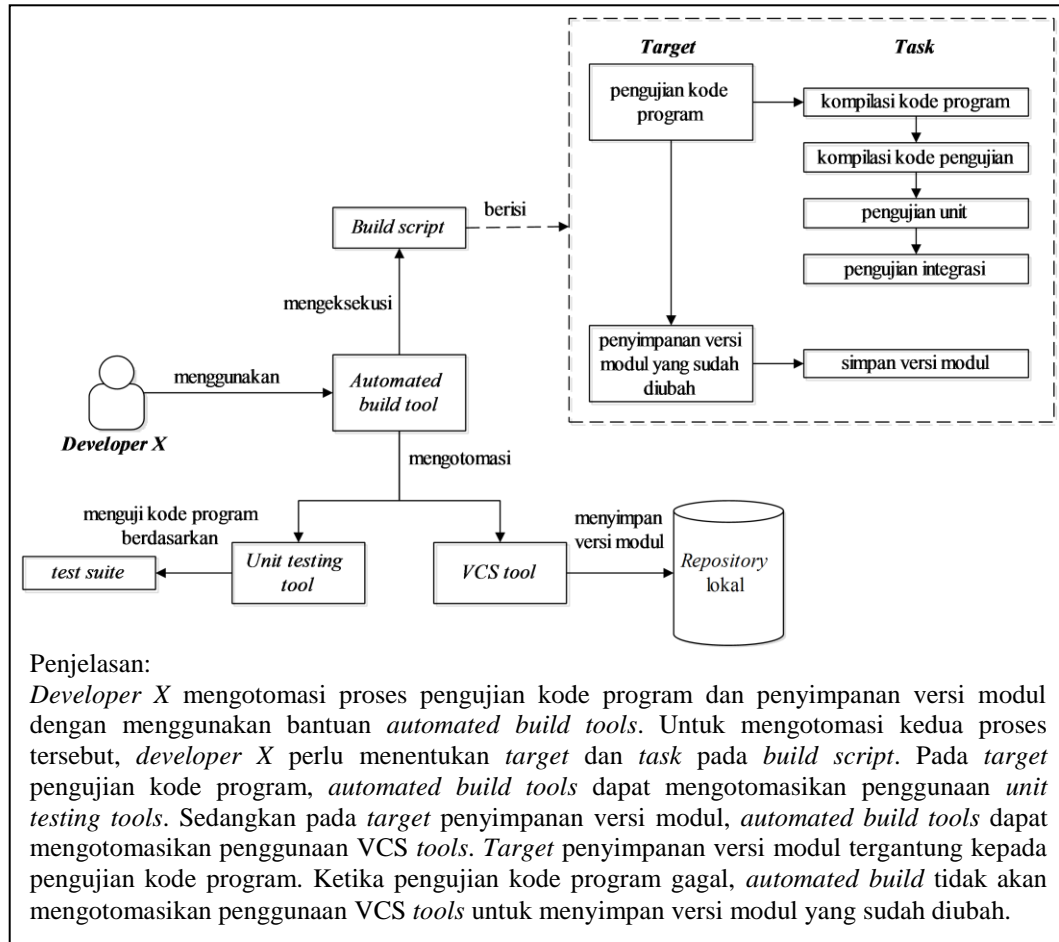 Target
Task
pengujian kode
program
kompilasi kode program
kompilasi kode pengujian
pengujian unit
pengujian integrasi
berisi
Build script
mengeksekusi
penyimpanan versi
modul yang sudah
diubah
simpan versi modul
menggunakan
Automated
build tool
Developer X
mengotomasi
menguji kode program
berdasarkan
test suite
Unit testing
tool
VCS tool
menyimpan
versi modul
Repository
lokal
Penjelasan:
Developer X mengotomasi proses pengujian kode program dan penyimpanan versi modul
dengan menggunakan bantuan automated build tools. Untuk mengotomasi kedua proses
tersebut, developer X perlu menentukan target dan task pada build script. Pada target
pengujian kode program, automated build tools dapat mengotomasikan penggunaan unit
testing tools. Sedangkan pada target penyimpanan versi modul, automated build tools dapat
mengotomasikan penggunaan VCS tools. Target penyimpanan versi modul tergantung kepada
pengujian kode program. Ketika pengujian kode program gagal, automated build tidak akan
mengotomasikan penggunaan VCS tools untuk menyimpan versi modul yang sudah diubah.